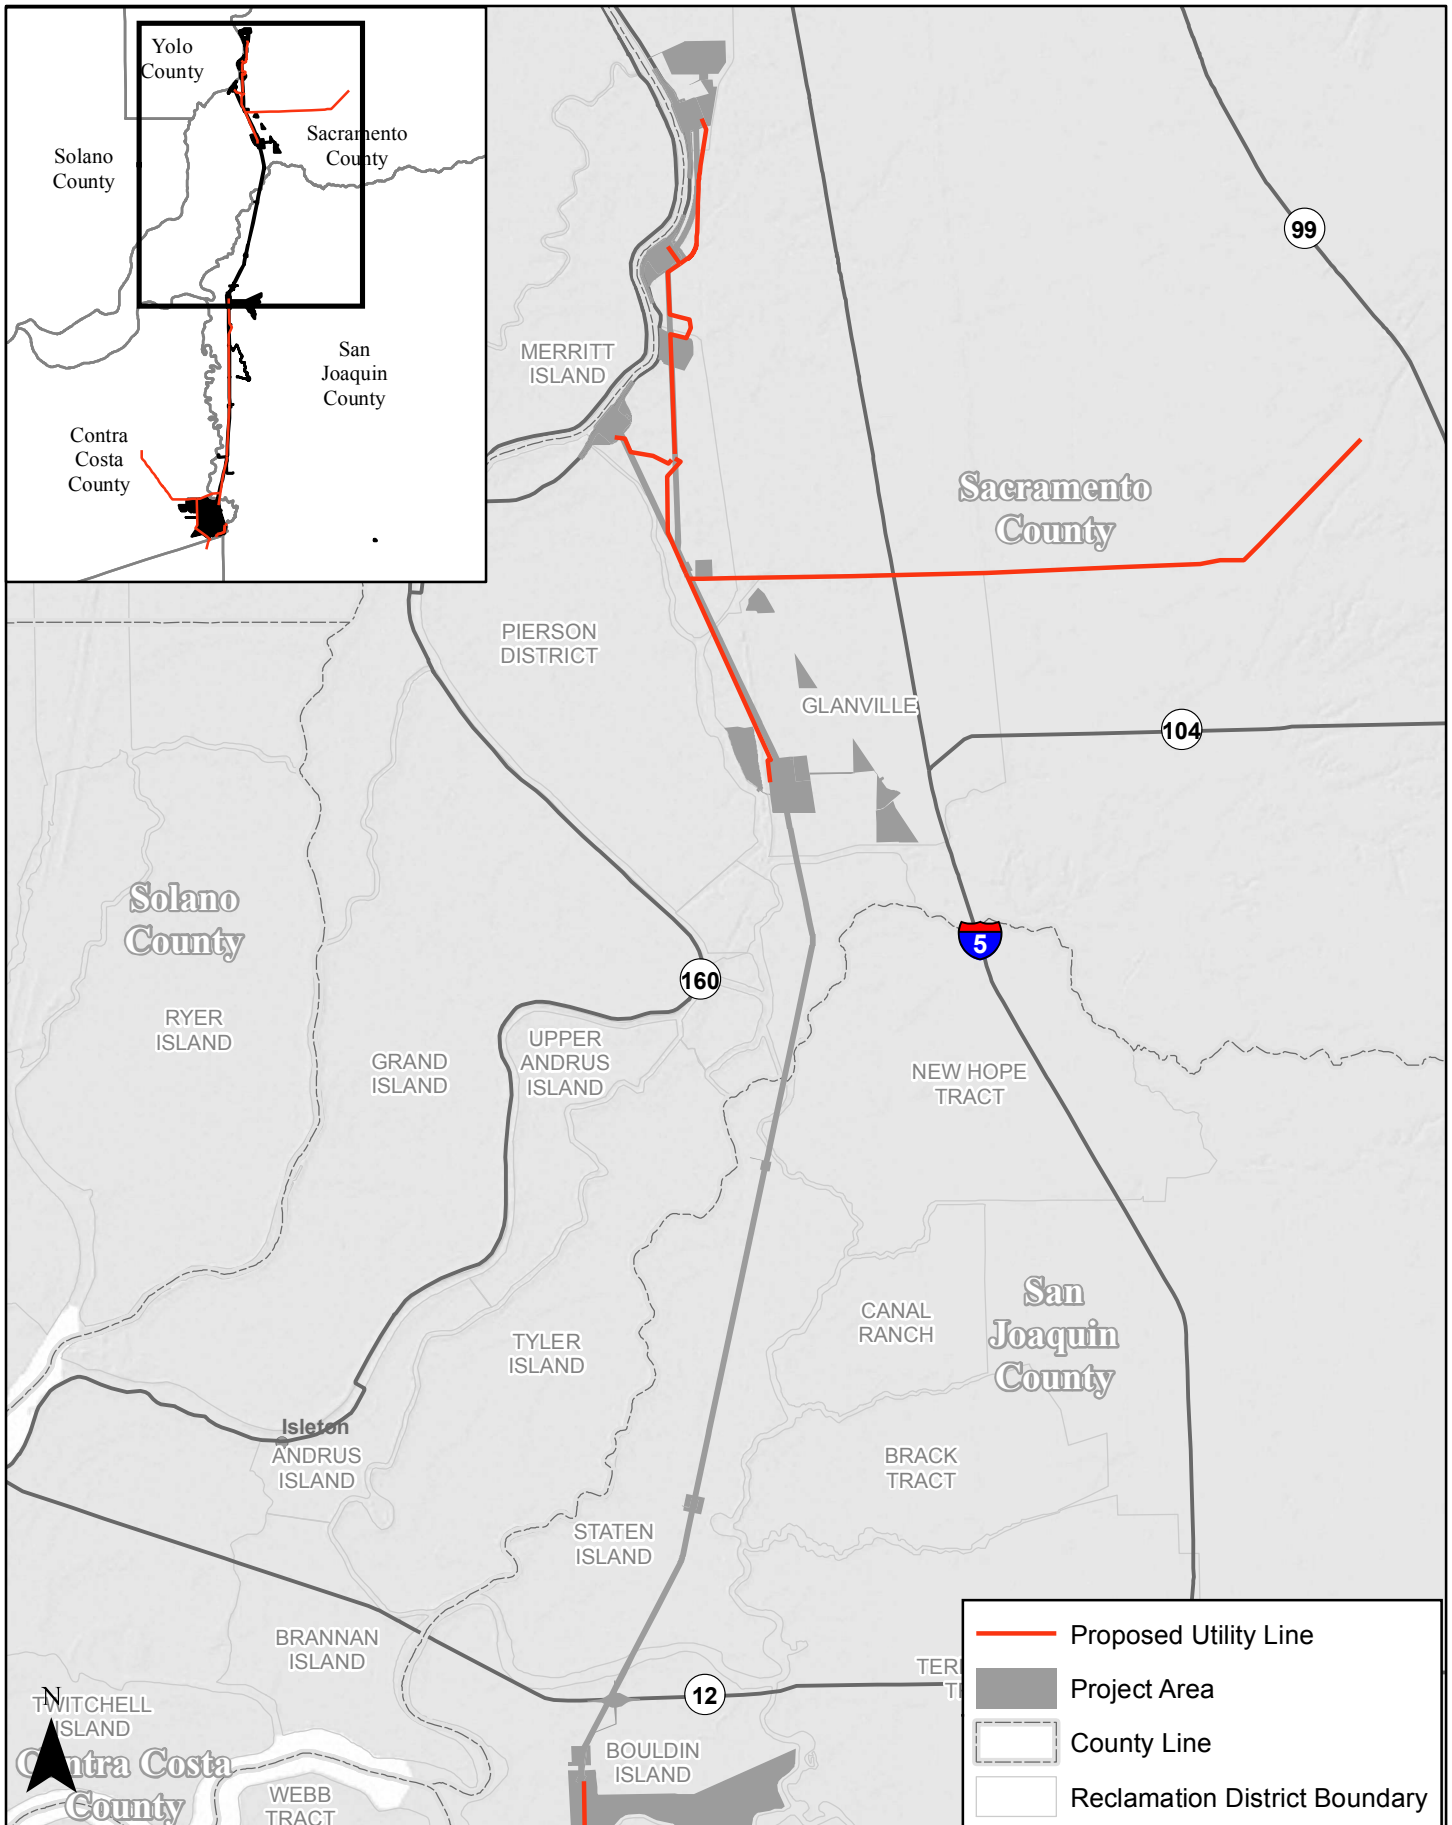 Yolo
County
Solano
County
Sacramento
County
San
Joaquin
County
Contra
Costa
County
99
MERRITT
ISLAND
Sacramento
County
PIERSON
DISTRICT
GLANVILLE
104
Solano
County
5
160
RYER
ISLAND
GRAND
ISLAND
UPPER
ANDRUS
ISLAND
NEW HOPE
TRACT
CANAL
RANCH
San
Joaquin
County
TYLER
ISLAND
Isleton
ANDRUS
ISLAND
BRACK
TRACT
STATEN
ISLAND
BRANNAN
ISLAND
12
N
TWITCHELL
ISLAND
Contra Costa
County
WEBB
TRACT
BOULDIN
ISLAND
Proposed Utility Line
Project Area
County Line
Reclamation District Boundary